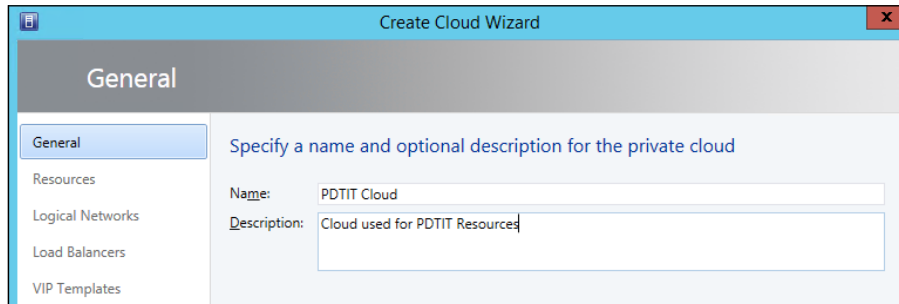 Create Cloud Wizard
x
General
General
Resources
Logical Networks
Load Balancers
VIP Templates
Specify a name and optional description for the private cloud
Name: PDTIT Cloud
Description: Cloud used for PDTIT Resources